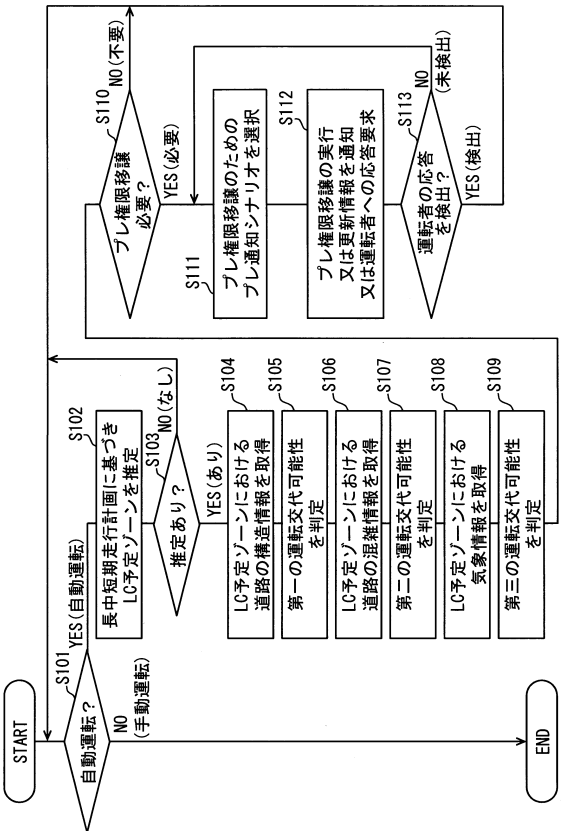 START
自動運転？
S101
YES(自動運転)
NO
(手動運転)
END
長中短期走行計画に基づき
LC予定ゾーンを推定
S102
推定あり？
S103
NO(なし)
YES(あり)
LC予定ゾーンにおける
道路の構造情報を取得
S104
第一の運転交代可能性
を判定
S105
LC予定ゾーンにおける
道路の混雑情報を取得
S106
第二の運転交代可能性
を判定
S107
LC予定ゾーンにおける
気象情報を取得
S108
第三の運転交代可能性
を判定
S109
プレ権限移譲
必要？
S110
NO(不要)
YES(必要)
S111
プレ権限移譲のための
プレ通知シナリオを選択
S112
プレ権限移譲の実行
又は更新情報を通知
又は運転者への応答要求
S113
運転者の応答
を検出？
NO
(未検出)
YES(検出)